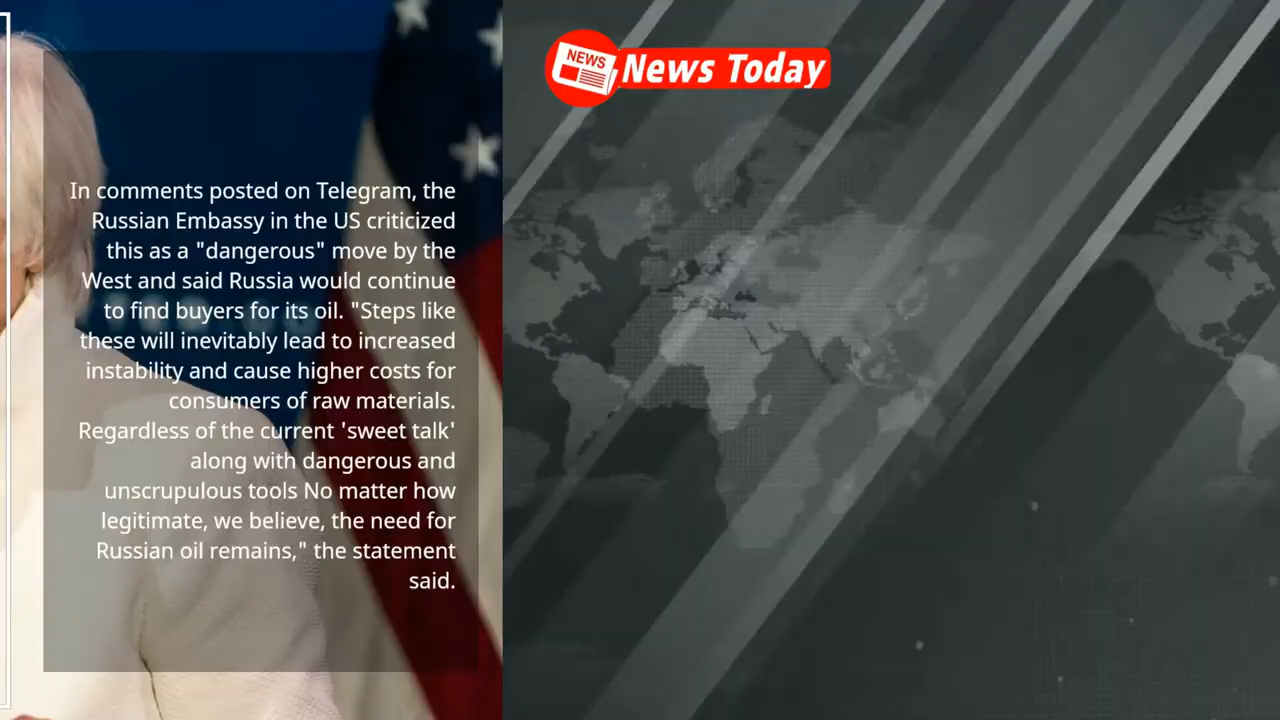 NEWS
News Today
In comments posted on Telegram, the
Russian Embassy in the US criticized
this as a "dangerous" move by the
West and said Russia would continue
to find buyers for its oil. "Steps like
these will inevitably lead to increased
instability and cause higher costs for
consumers of raw materials.
Regardless of the current 'sweet talk'
along with dangerous and
unscrupulous tools No matter how
legitimate, we believe, the need for
Russian oil remains," the statement
said.